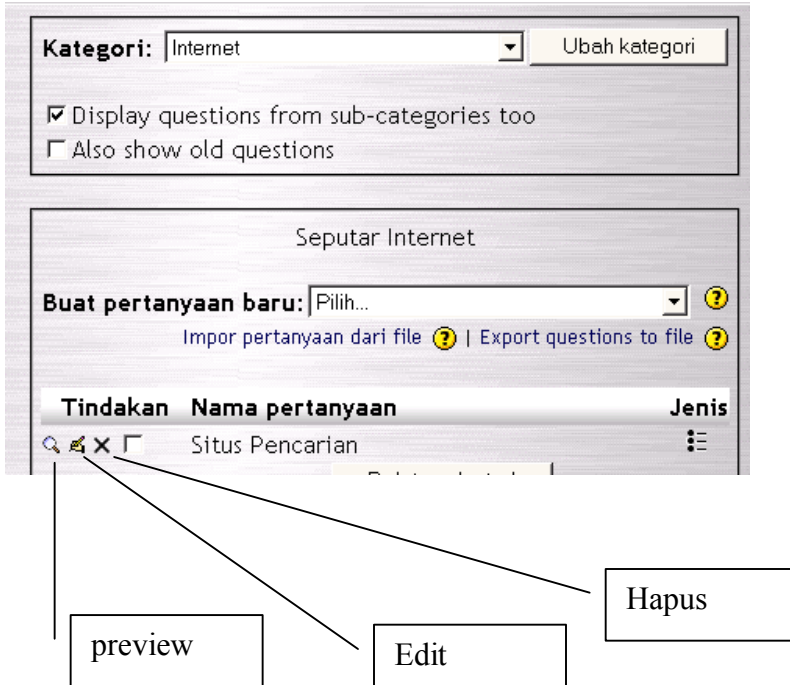 Kategori: Internet Ubah kategori
Display questions from sub-categories too
Also show old questions
Seputar Internet
Buat pertanyaan baru: Pilih... ?
Impor pertanyaan dari file ? | Export questions to file ?
Tindakan Nama pertanyaan Jenis
Situs Pencarian
Hapus
preview
Edit